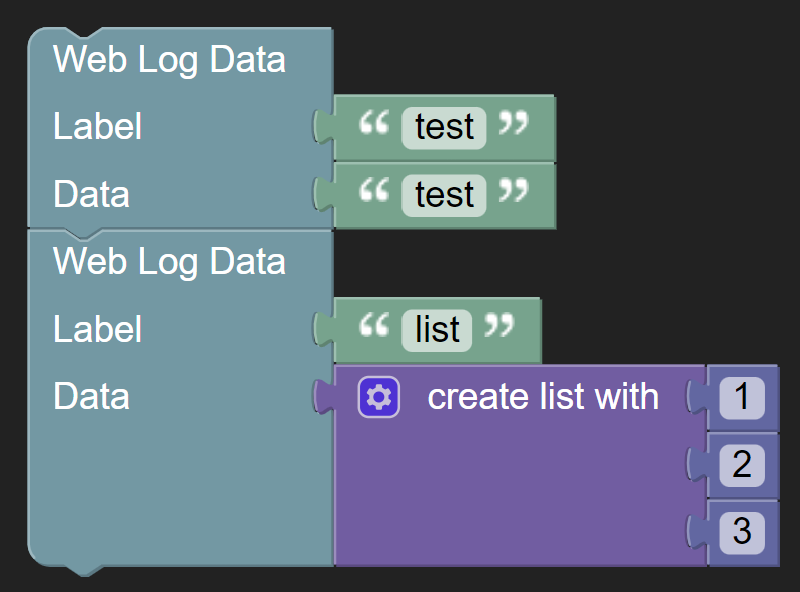 Web Log Data
Label “ test ”
Data “ test ”
Web Log Data
Label “ list ”
Data create list with 1
2
3